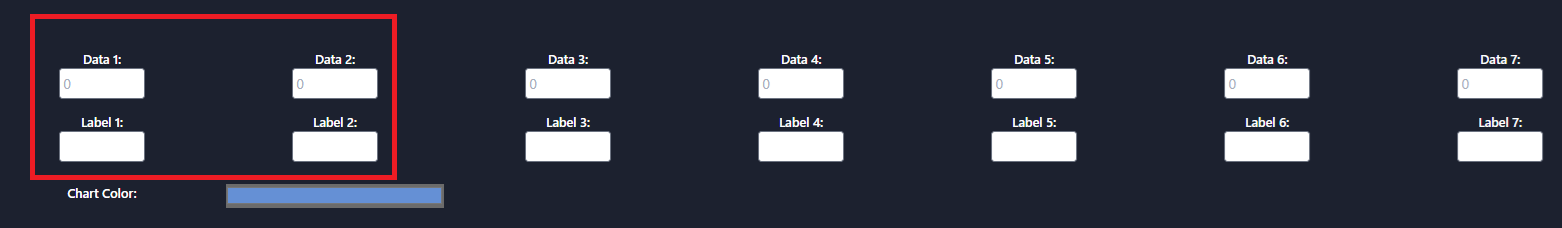 Data 1: Data 2: Data 3: Data 4: Data 5: Data 6: Data 7:
0 0 0 0 0 0 0
Label 1: Label 2: Label 3: Label 4: Label 5: Label 6: Label 7:
Chart Color: